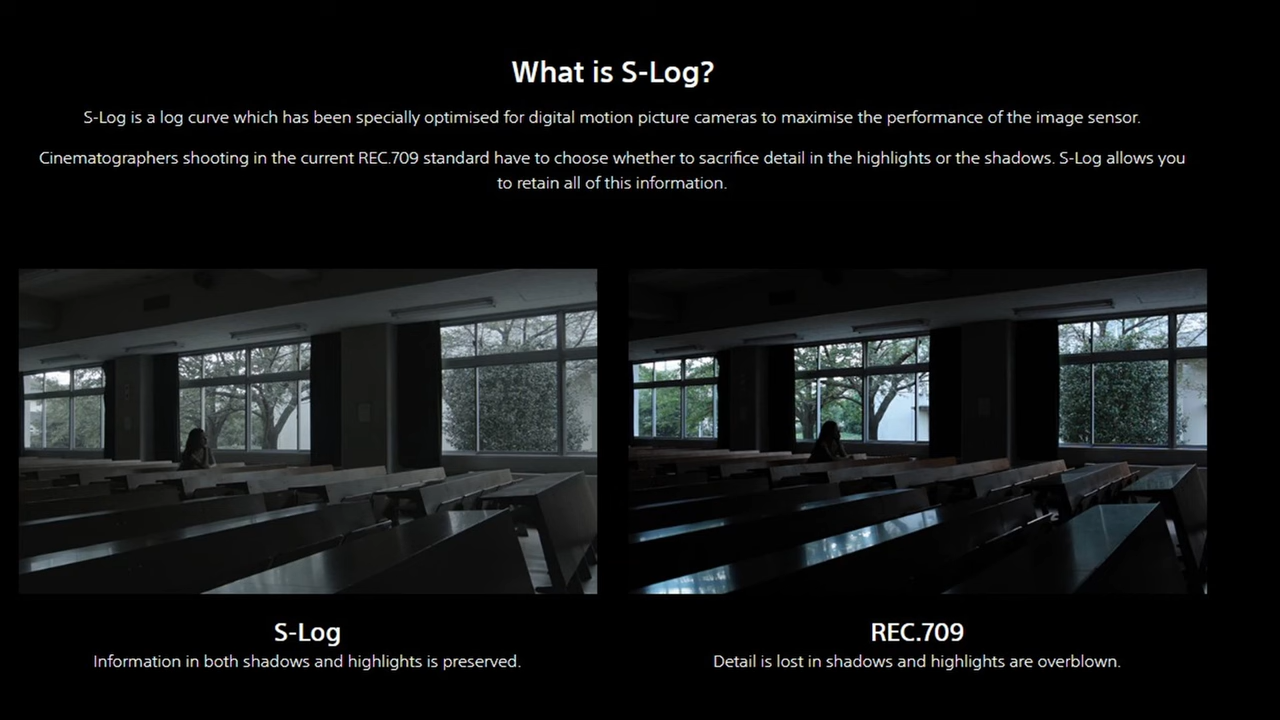 What is S-Log?
S-Log is a log curve which has been specially optimised for digital motion picture cameras to maximise the performance of the image sensor.
Cinematographers shooting in the current REC.709 standard have to choose whether to sacrifice detail in the highlights or the shadows. S-Log allows you
to retain all of this information.
S-Log
Information in both shadows and highlights is preserved.
REC.709
Detail is lost in shadows and highlights are overblown.